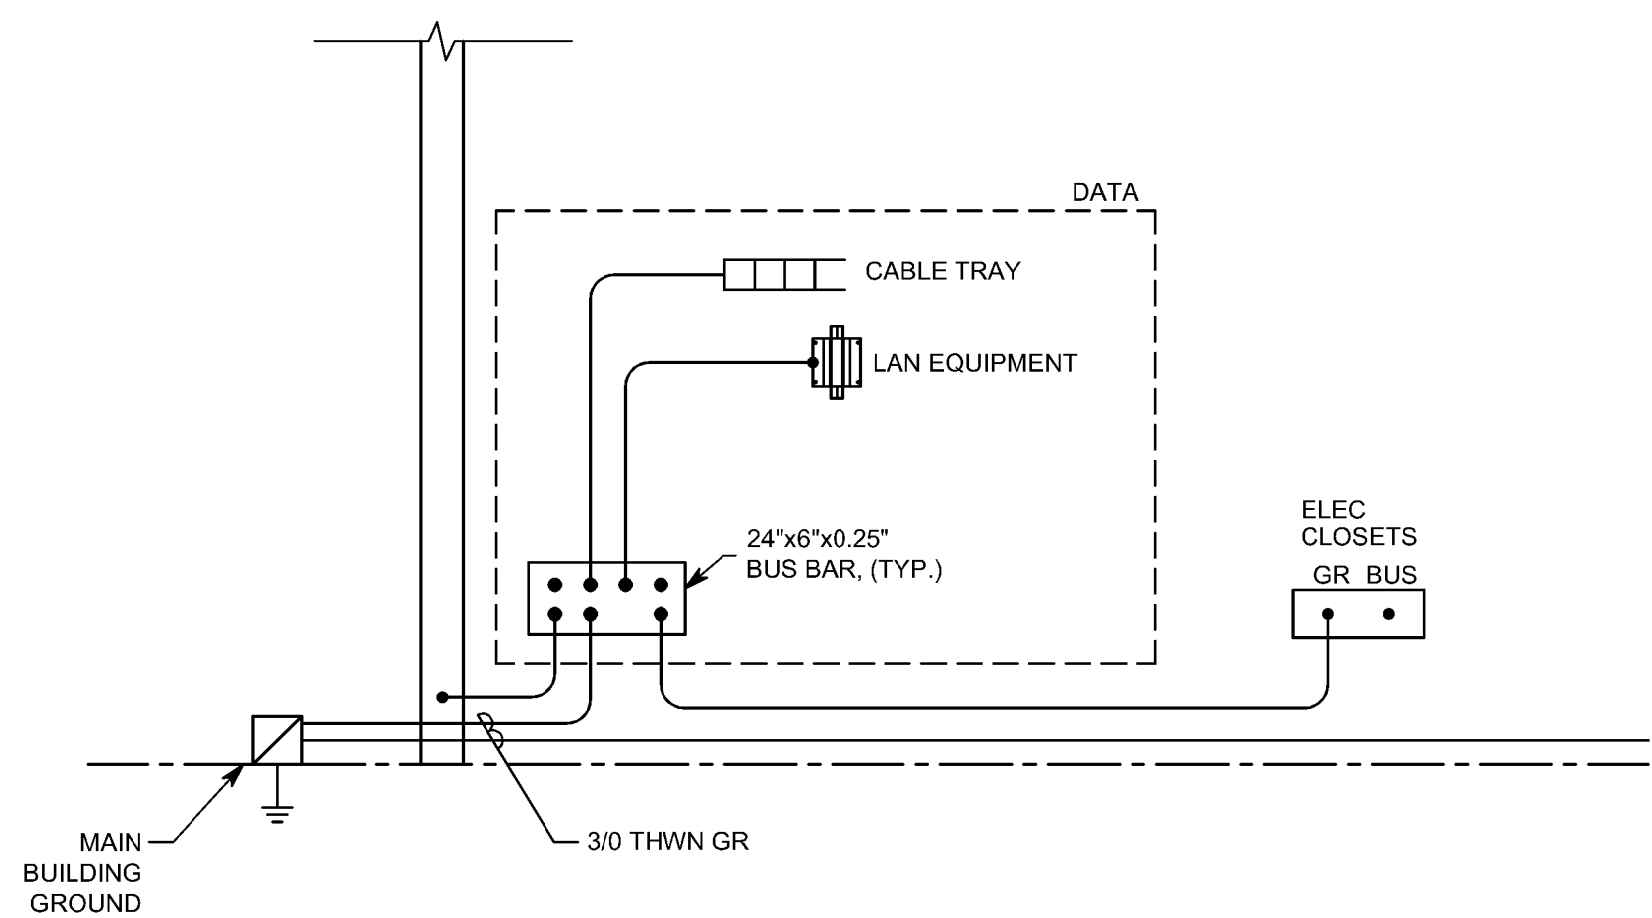 DATA
CABLE TRAY
LAN EQUIPMENT
24"x6"x0.25"
BUS BAR, (TYP.)
ELEC
CLOSETS
GR BUS
3/0 THWN GR
MAIN
BUILDING
GROUND